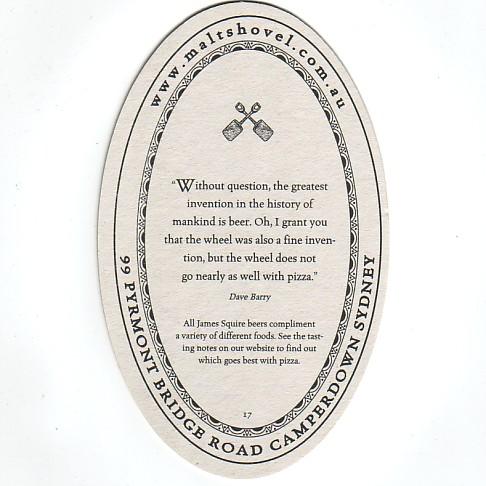 www.maltshovel.com.au
“Without question, the greatest
invention in the history of
mankind is beer. Oh, I grant you
that the wheel was also a fine inven-
tion, but the wheel does not
go nearly as well with pizza.”
Dave Barry
All James Squire beers compliment
a variety of different foods. See the tast-
ing notes on our website to find out
which goes best with pizza.
17
99 PYRMONT BRIDGE ROAD CAMPERDOWN SYDNEY